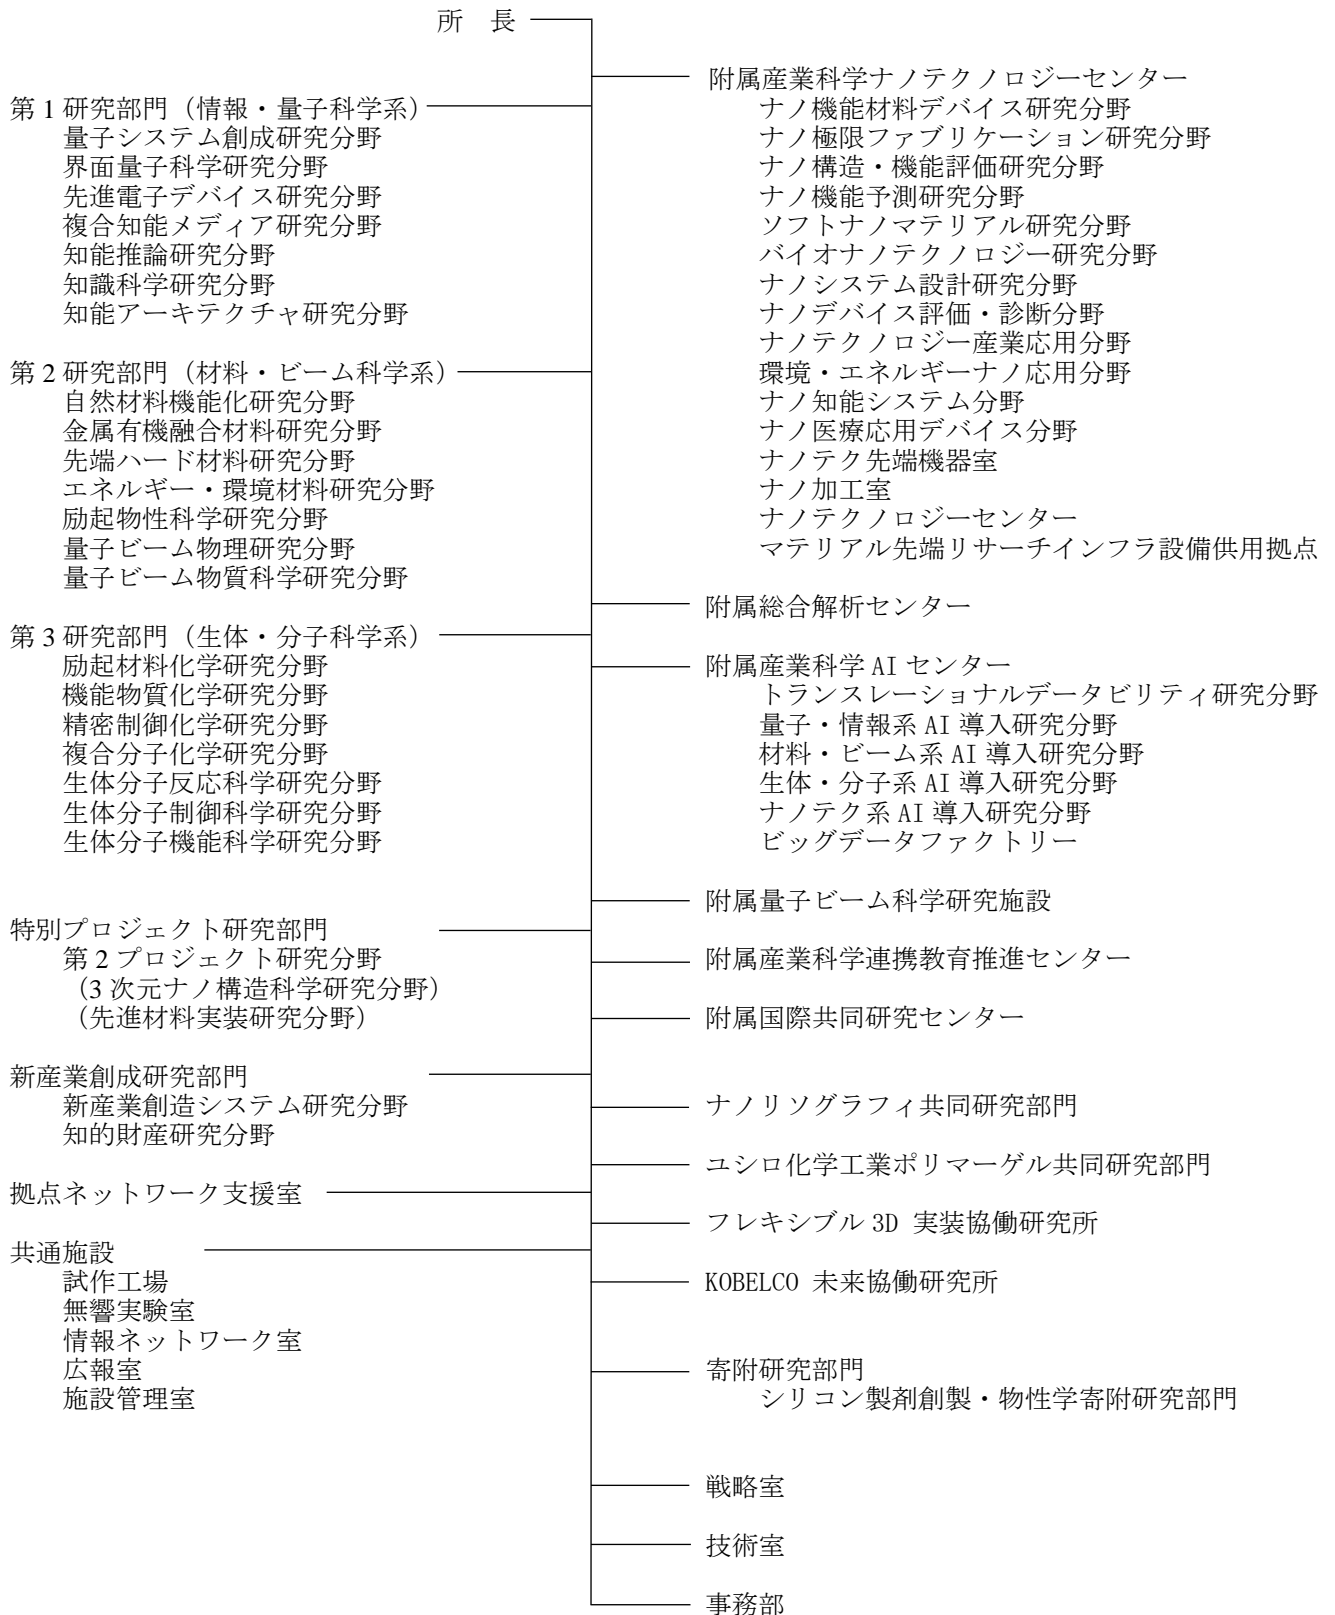 所 長
第 1 研究部門（情報・量子科学系）
量子システム創成研究分野
界面量子科学研究分野
先進電子デバイス研究分野
複合知能メディア研究分野
知能推論研究分野
知識科学研究分野
知能アーキテクチャ研究分野
第 2 研究部門（材料・ビーム科学系）
自然材料機能化研究分野
金属有機融合材料研究分野
先端ハード材料研究分野
エネルギー・環境材料研究分野
励起物性科学研究分野
量子ビーム物理研究分野
量子ビーム物質科学研究分野
第 3 研究部門（生体・分子科学系）
励起材料化学研究分野
機能物質化学研究分野
精密制御化学研究分野
複合分子化学研究分野
生体分子反応科学研究分野
生体分子制御科学研究分野
生体分子機能科学研究分野
特別プロジェクト研究部門
第 2 プロジェクト研究分野
（3 次元ナノ構造科学研究分野）
（先進材料実装研究分野）
新産業創成研究部門
新産業創造システム研究分野
知的財産研究分野
拠点ネットワーク支援室
共通施設
試作工場
無響実験室
情報ネットワーク室
広報室
施設管理室
附属産業科学ナノテクノロジーセンター
ナノ機能材料デバイス研究分野
ナノ極限ファブリケーション研究分野
ナノ構造・機能評価研究分野
ナノ機能予測研究分野
ソフトナノマテリアル研究分野
バイオナノテクノロジー研究分野
ナノシステム設計研究分野
ナノデバイス評価・診断分野
ナノテクノロジー産業応用分野
環境・エネルギーナノ応用分野
ナノ知能システム分野
ナノ医療応用デバイス分野
ナノテク先端機器室
ナノ加工室
ナノテクノロジーセンター
マテリアル先端リサーチインフラ設備供用拠点
附属総合解析センター
附属産業科学 AI センター
トランスレーショナルデータビリティ研究分野
量子・情報系 AI 導入研究分野
材料・ビーム系 AI 導入研究分野
生体・分子系 AI 導入研究分野
ナノテク系 AI 導入研究分野
ビッグデータファクトリー
附属量子ビーム科学研究施設
附属産業科学連携教育推進センター
附属国際共同研究センター
ナノリソグラフィ共同研究部門
ユシロ化学工業ポリマーゲル共同研究部門
フレキシブル 3D 実装協働研究所
KOBELCO 未来協働研究所
寄附研究部門
シリコン製剤創製・物性学寄附研究部門
戦略室
技術室
事務部